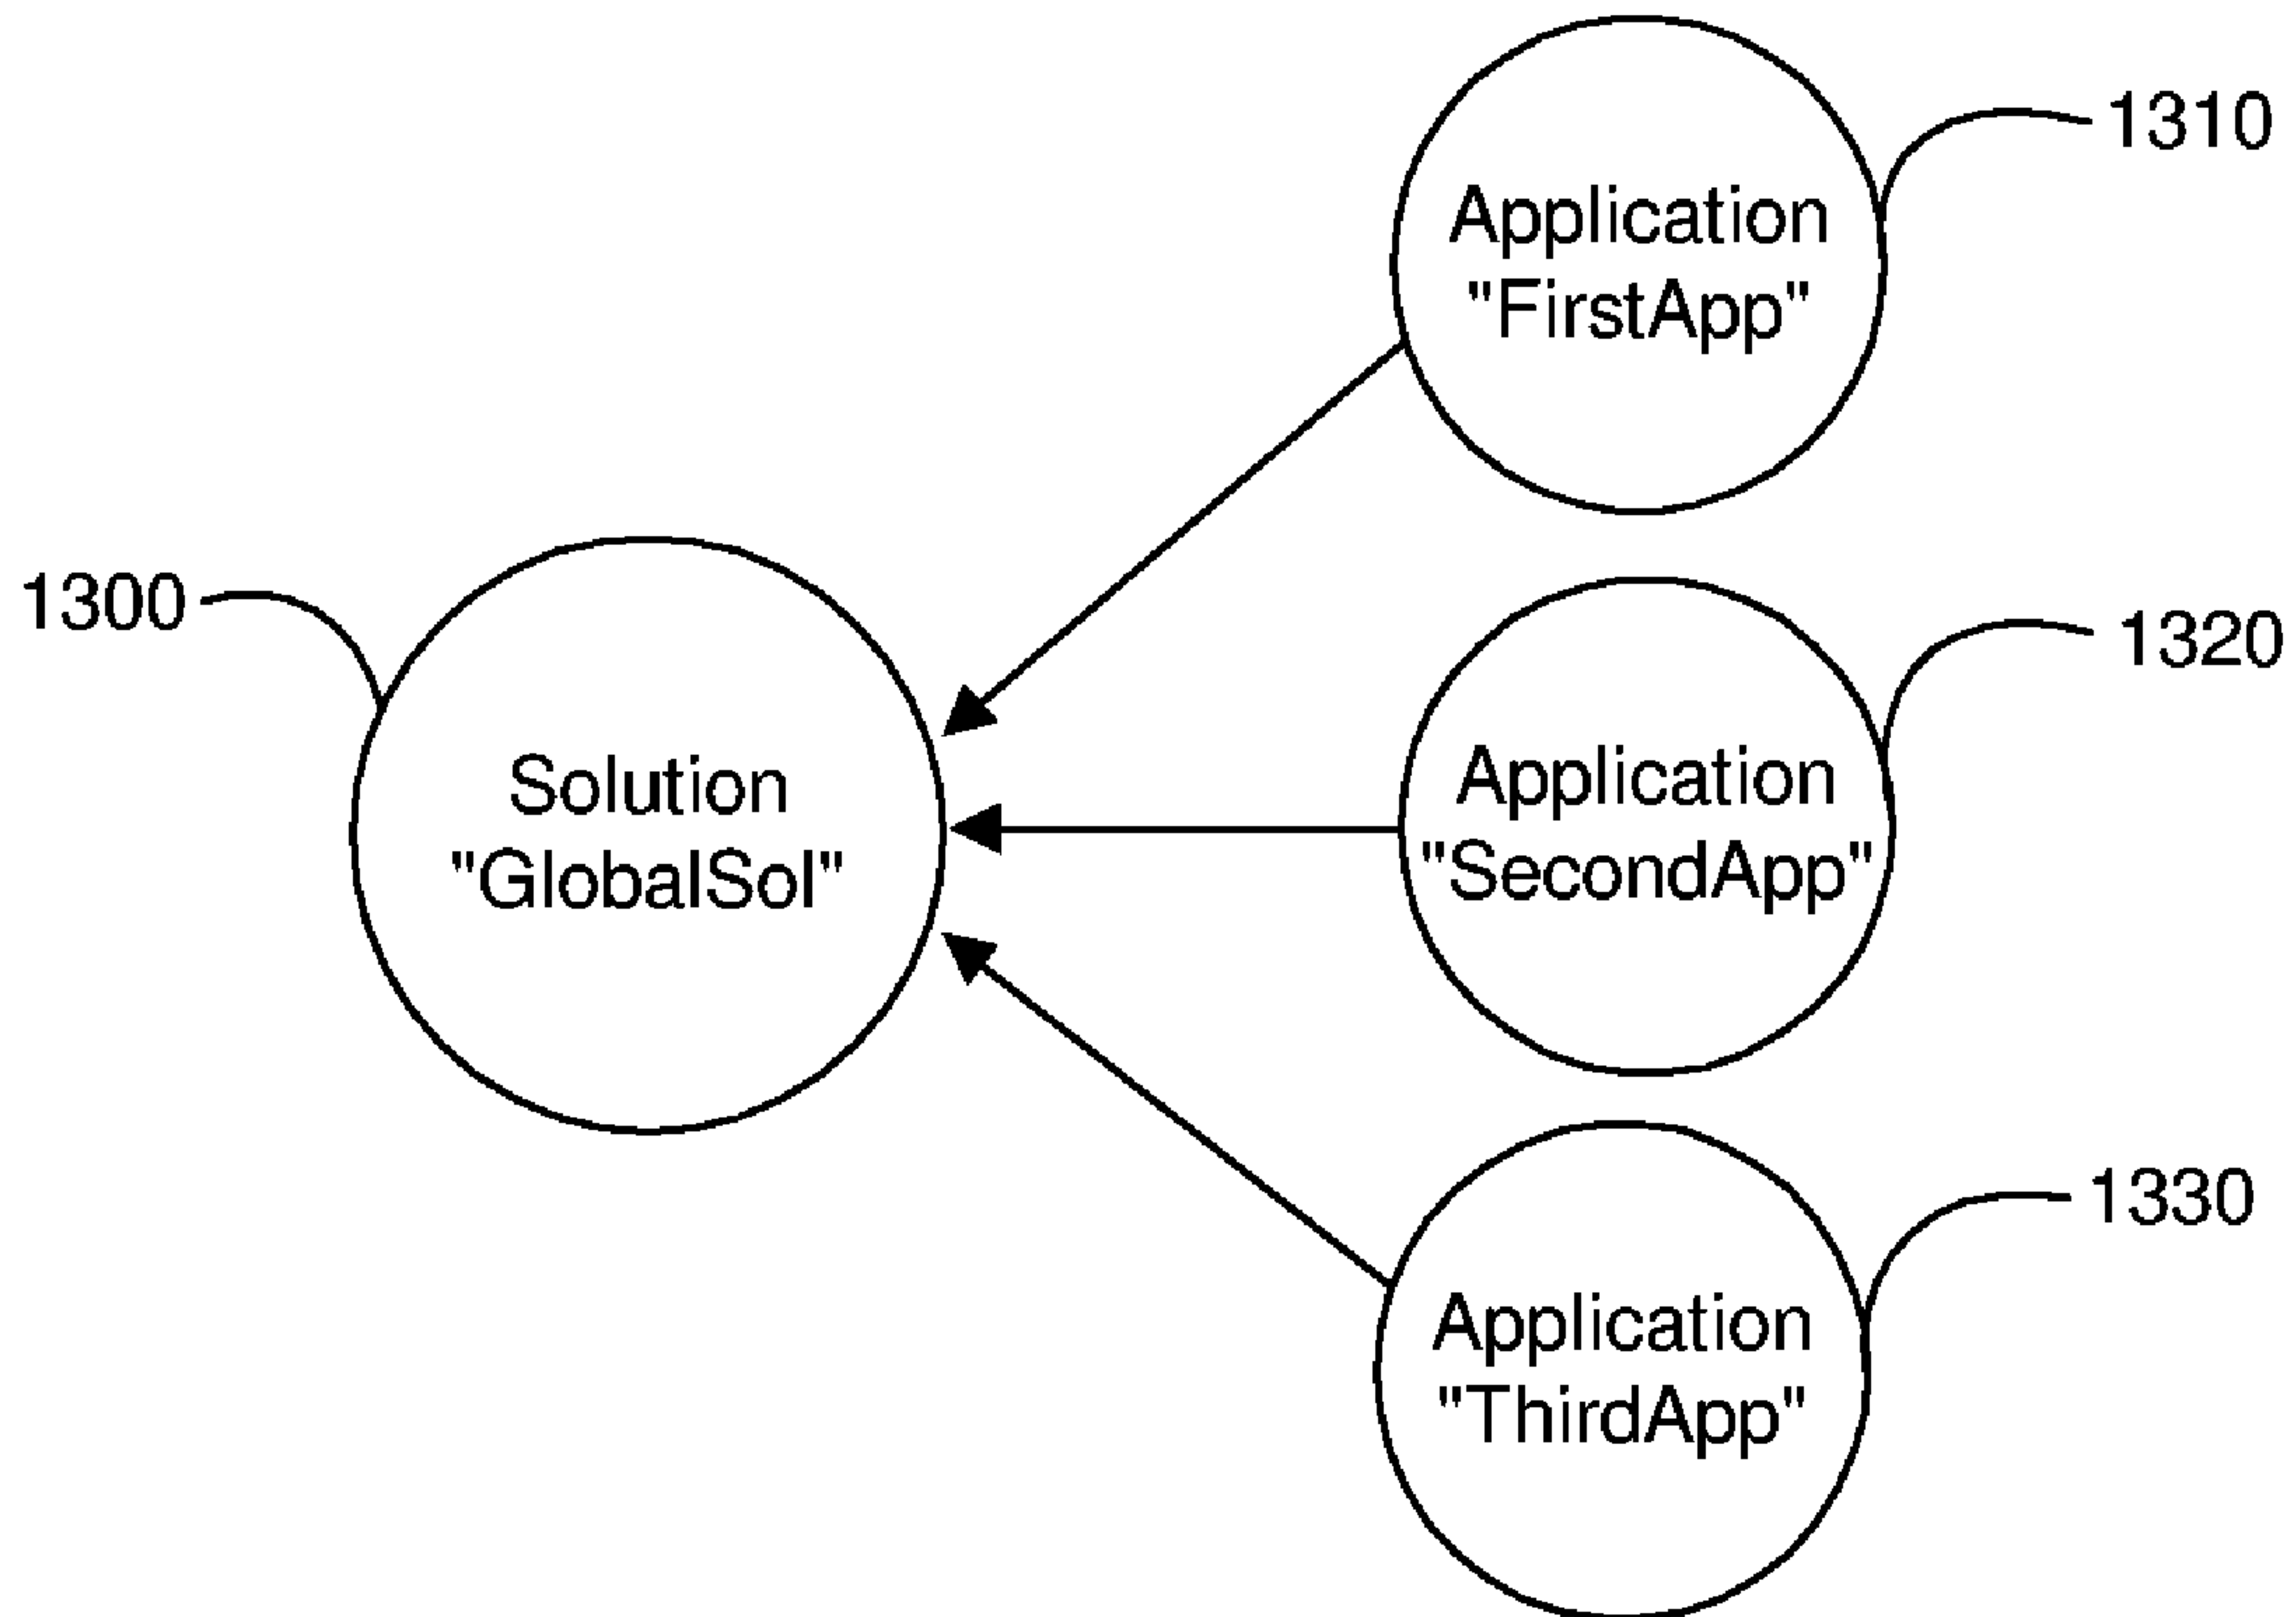 1310
Application
"FirstApp"
1300
1320
Solution
"GlobalSol"
Application
"SecondApp"
1330
Application
"ThirdApp"